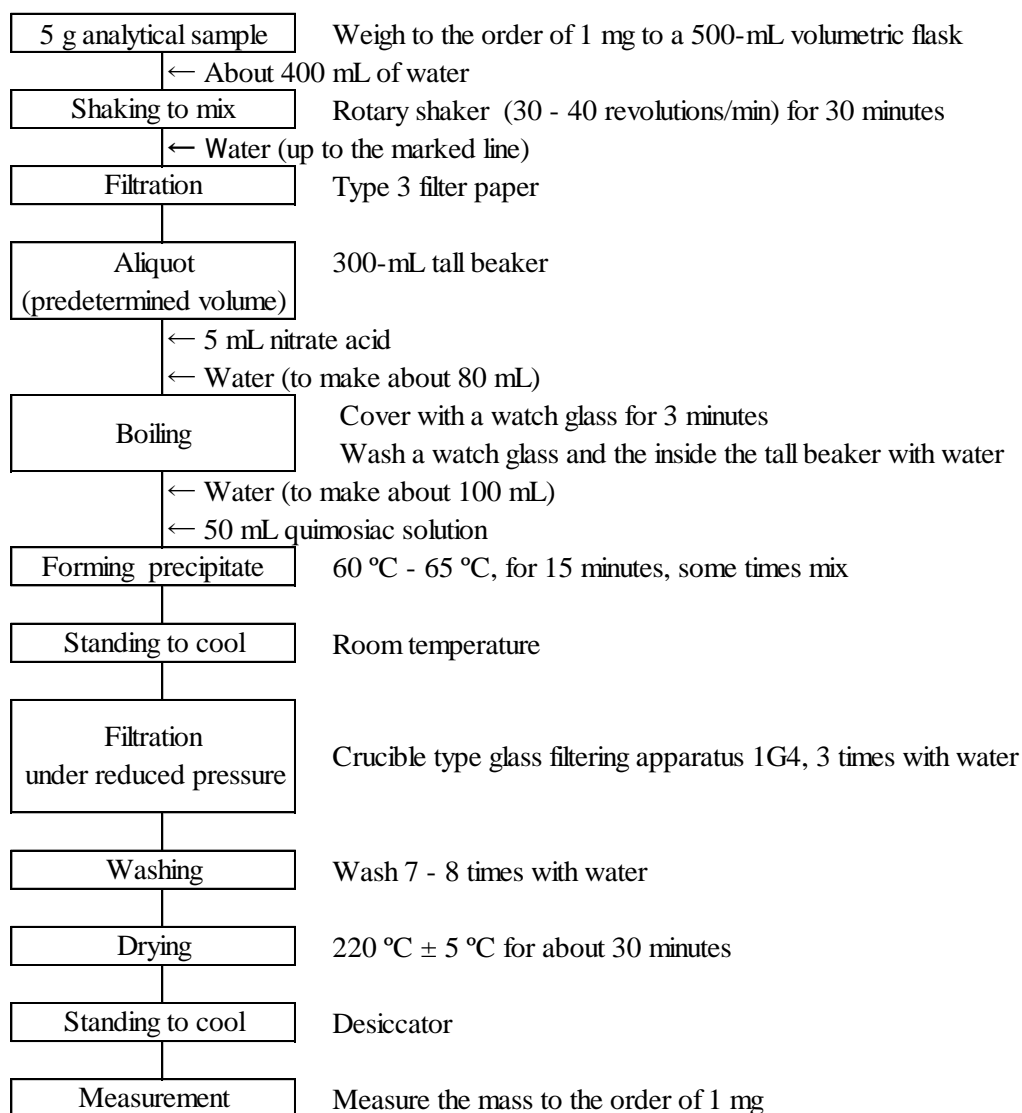 5 g analytical sample Weigh to the order of 1 mg to a 500-mL volumetric flask
← About 400 mL of water
Shaking to mix Rotary shaker (30 - 40 revolutions/min) for 30 minutes
← Water (up to the marked line)
Filtration Type 3 filter paper
Aliquot 300-mL tall beaker
(predetermined volume)
← 5 mL nitrate acid
← Water (to make about 80 mL)
Cover with a watch glass for 3 minutes
Boiling
Wash a watch glass and the inside the tall beaker with water
← Water (to make about 100 mL)
← 50 mL quimosiac solution
Forming precipitate 60 ºC - 65 ºC, for 15 minutes, some times mix
Standing to cool Room temperature
Filtration
under reduced pressure
Crucible type glass filtering apparatus 1G4, 3 times with water
Washing Wash 7 - 8 times with water
Drying 220 ºC ± 5 ºC for about 30 minutes
Standing to cool Desiccator
Measurement Measure the mass to the order of 1 mg